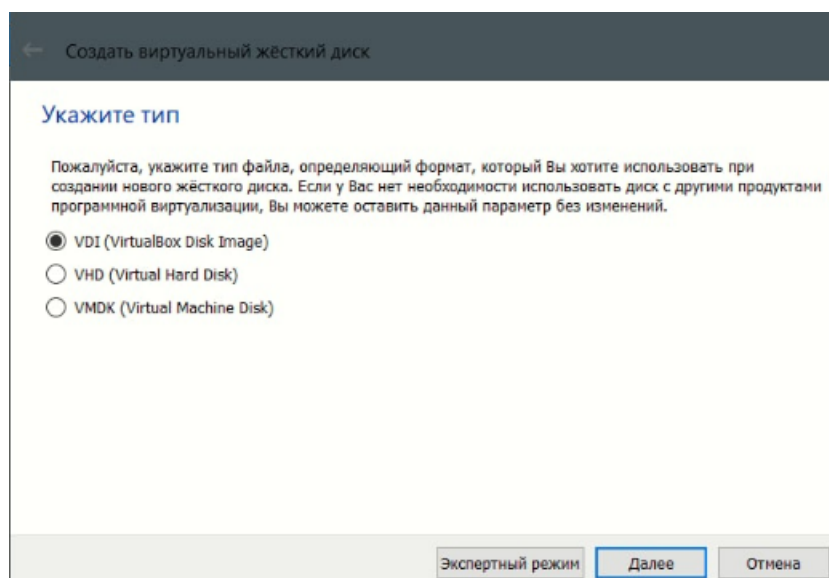 Создать виртуальный жёсткий диск
Укажите тип
Пожалуйста, укажите тип файла, определяющий формат, который Вы хотите использовать при
создании нового жёсткого диска. Если у Вас нет необходимости использовать диск с другими продуктами
программной виртуализации, Вы можете оставить данный параметр без изменений.
VDI (VirtualBox Disk Image)
VHD (Virtual Hard Disk)
VMDK (Virtual Machine Disk)
Экспертный режим Далее Отмена